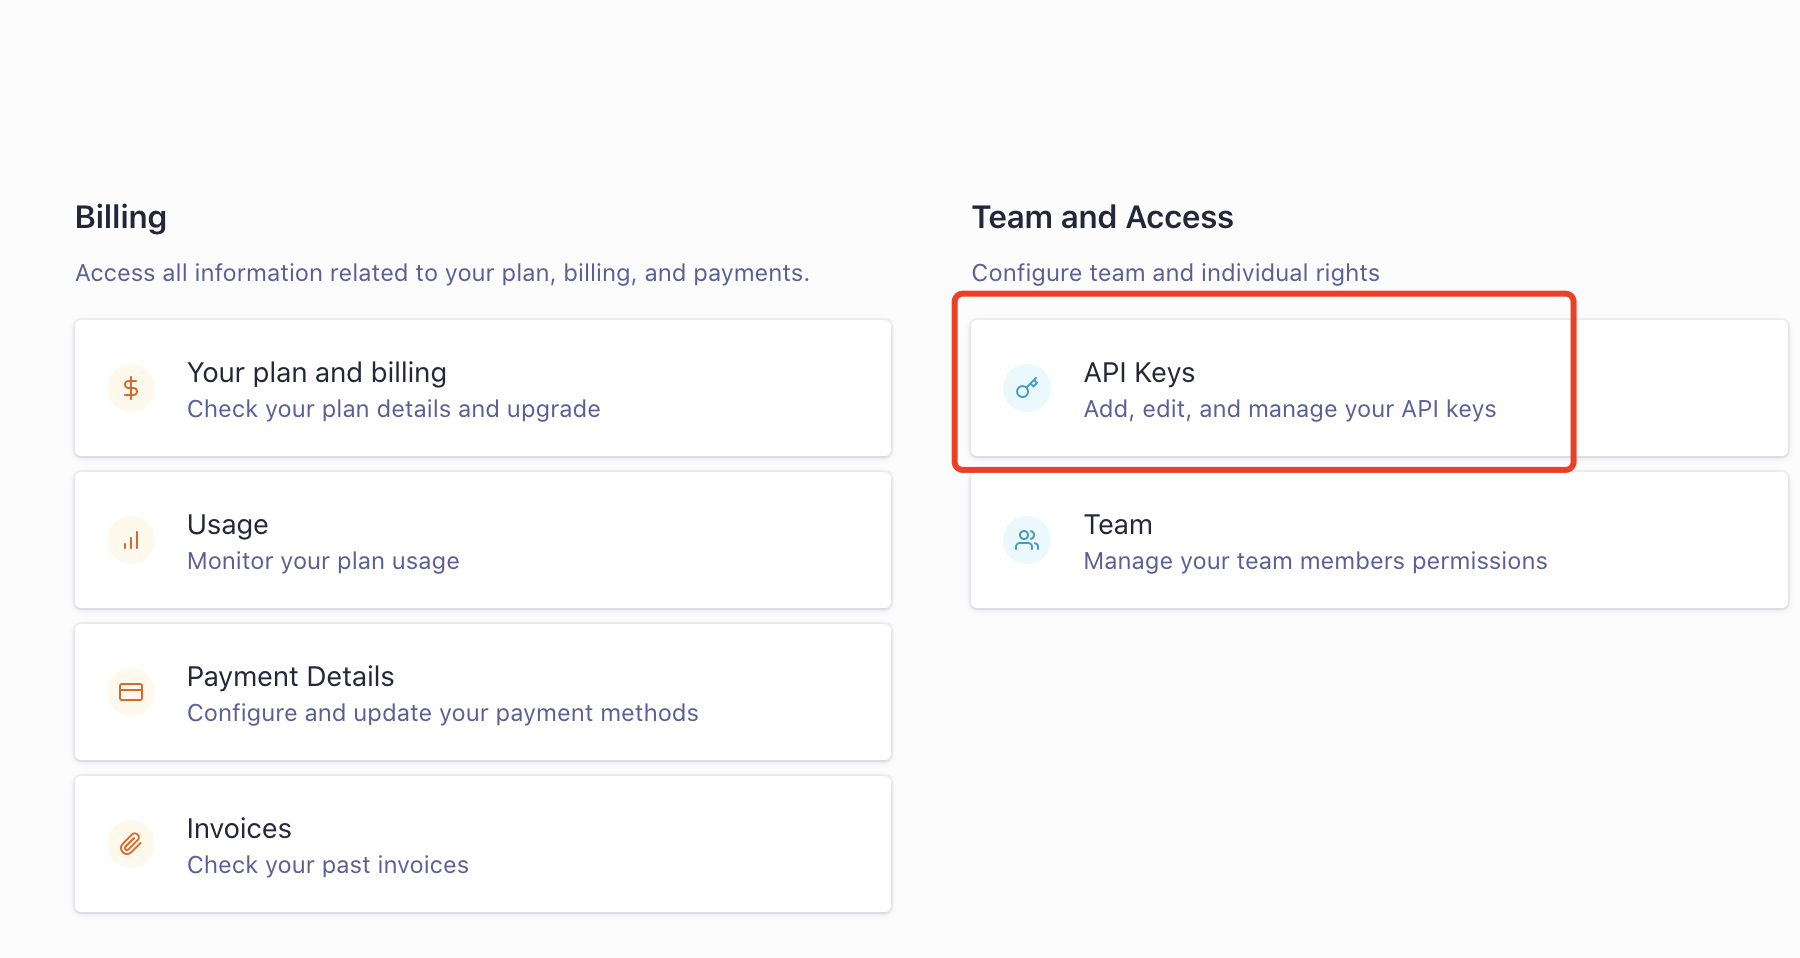 Billing
Access all information related to your plan, billing, and payments.
Your plan and billing
Check your plan details and upgrade
Usage
Monitor your plan usage
Payment Details
Configure and update your payment methods
Invoices
Check your past invoices
Team and Access
Configure team and individual rights
API Keys
Add, edit, and manage your API keys
Team
Manage your team members permissions